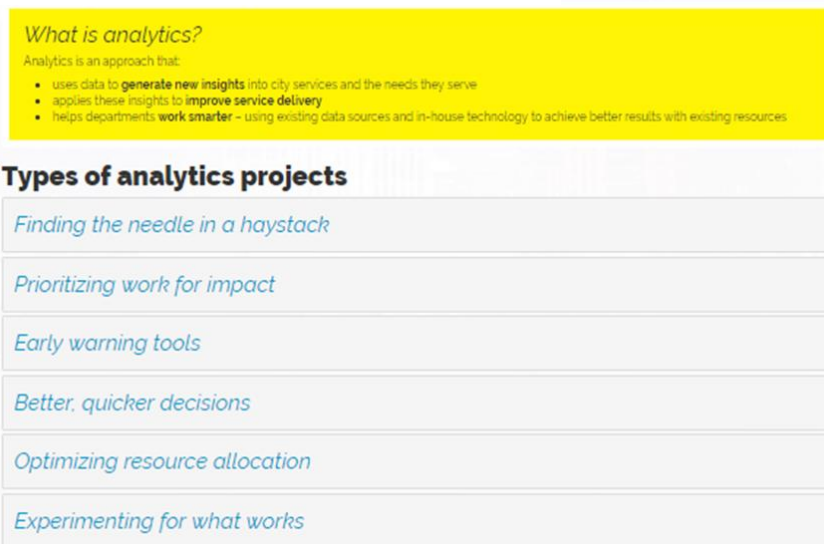 What is analytics?
Analytics is an approach that:
• uses data to generate new insights into city services and the needs they serve
• applies these insights to improve service delivery
• helps departments work smarter – using existing data sources and in-house technology to achieve better results with existing resources
Types of analytics projects
Finding the needle in a haystack
Prioritizing work for impact
Early warning tools
Better, quicker decisions
Optimizing resource allocation
Experimenting for what works